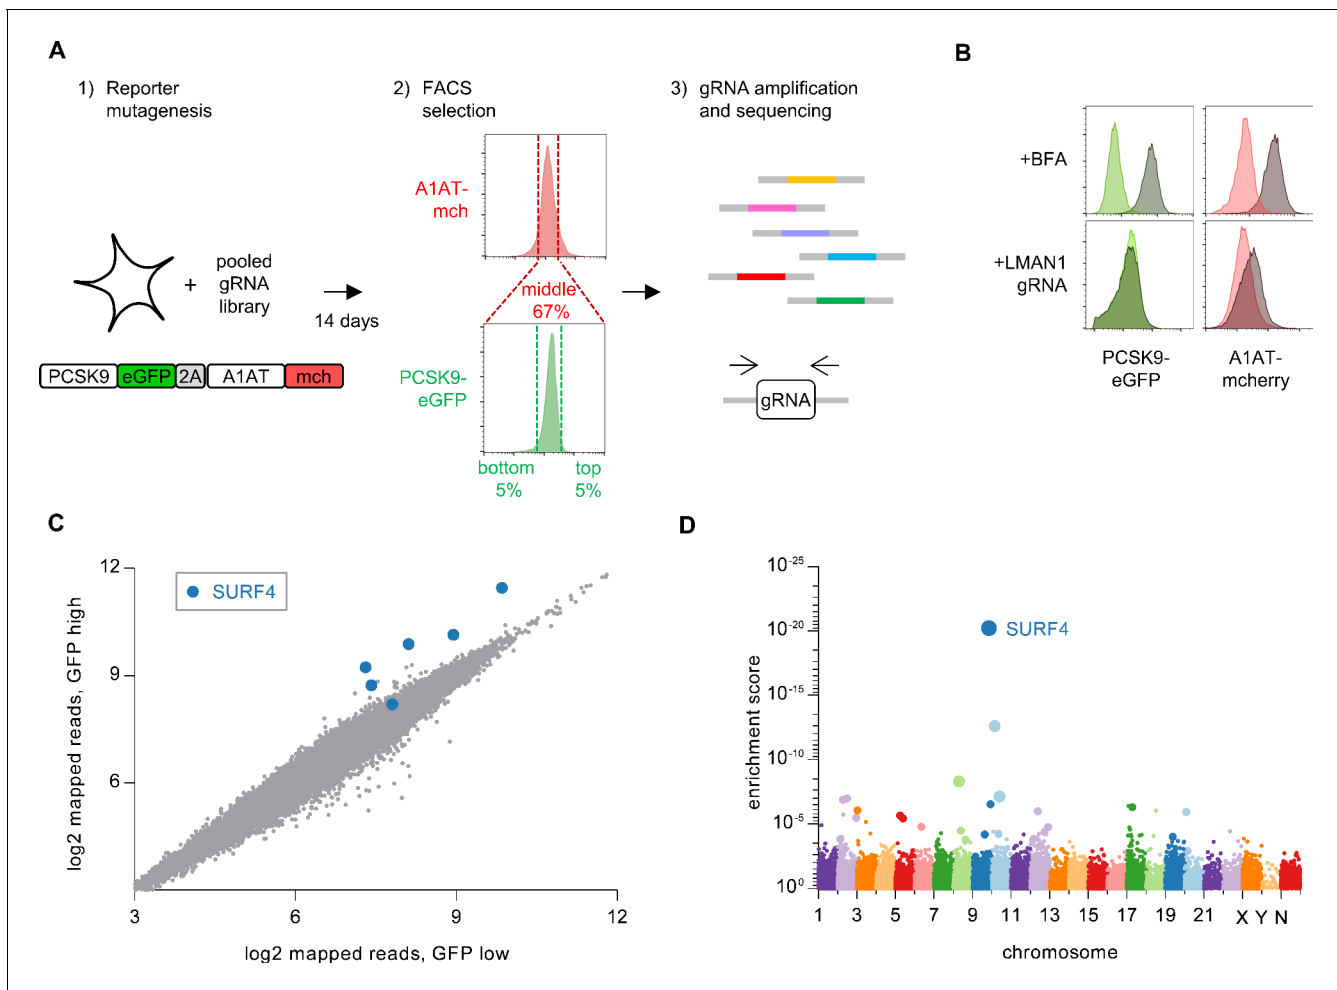 A
1) Reporter
mutagenesis
2) FACS
selection
3) gRNA amplification
and sequencing
B
A1AT-
mch
+
pooled
gRNA
library
14 days
middle
67%
PCSK9-
eGFP
bottom
5%
top
5%
PCSK9 eGFP 2A A1AT mch
gRNA
+BFA
+LMAN1
gRNA
PCSK9-
eGFP
A1AT-
mcherry
C
SURF4
log2 mapped reads, GFP high
12
9
6
3 6 9 12
log2 mapped reads, GFP low
D
SURF4
enrichment score
10-25
10-20
10-15
10-10
10-5
100
1 3 5 7 9 11 13 15 17 19 21 X Y N
chromosome